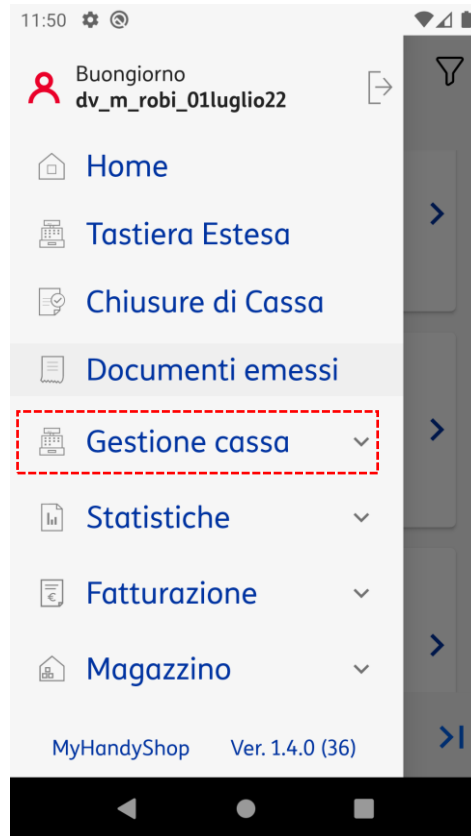 11:50
Buongiorno
dv_m_robi_01luglio22
Home
Tastiera Estesa
Chiusure di Cassa
Documenti emessi
Gestione cassa
Statistiche
Fatturazione
Magazzino
MyHandyShop Ver. 1.4.0 (36)